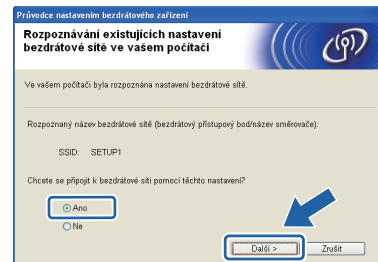 Průvodce nastavením bezdrátového zařízení
Rozpoznávání existujících nastavení
bezdrátové sítě ve vašem počítači
Ve vašem počítači byla rozpoznána nastavení bezdrátové sítě.
Rozpoznaný název bezdrátové sítě (bezdrátový přístupový bod/název směrovače):
SSID: SETUP1
Chcete se připojit k bezdrátové síti pomocí těchto nastavení?
Ano
Ne
Další >
Zrušit